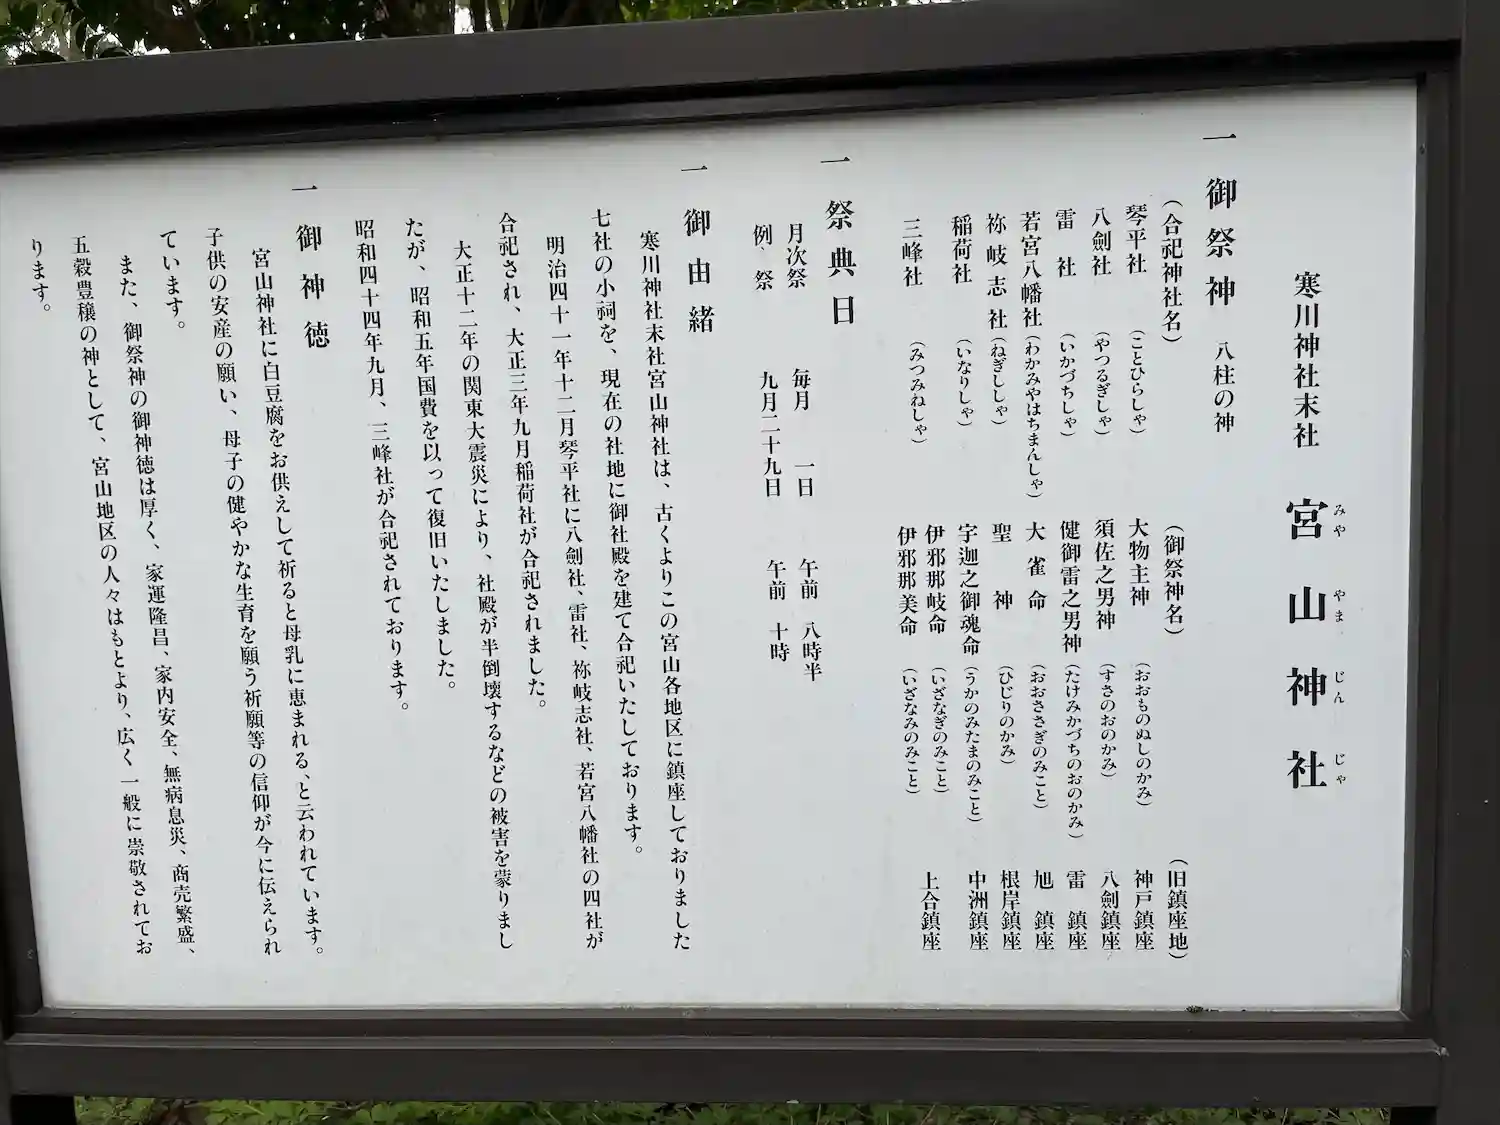 寒川神社末社 宮山神社
みややまじんじゃ
一 御祭神 八柱の神
(合祀神社名) (御祭神名) (旧鎮座地)
琴平社 (ことひらしゃ) 大物主神 (おおものぬしのかみ) 神戸鎮座
八劍社 (やつるぎしゃ) 須佐之男神 (すさのおのかみ) 八劍鎮座
雷社 (いかづちしゃ) 健御雷之男神 (たけみかづちのおのかみ) 雷鎮座
若宮八幡社 (わかみやはちまんしゃ) 大雀命 (おおささぎのみこと) 旭鎮座
祢岐志社 (ねぎししゃ) 聖神 (ひじりのかみ) 根岸鎮座
稲荷社 (いなりしゃ) 宇迦之御魂命 (うかのみたまのみこと) 中洲鎮座
三峰社 (みつみねしゃ) 伊邪那岐命 (いざなぎのみこと) 上合鎮座
伊邪那美命 (いざなみのみこと)
一 祭典日
月次祭 毎月 一日 午前 八時半
例祭 九月二十九日 午前 十時
一 御由緒
寒川神社末社宮山神社は、古くよりこの宮山各地区に鎮座しておりました
七社の小祠を、現在の社地に御社殿を建て合祀いたしております。
明治四十一年十二月琴平社に八劍社、雷社、祢岐志社、若宮八幡社の四社が
合祀され、大正三年九月稲荷社が合祀されました。
大正十二年の関東大震災により、社殿が半倒壊するなどの被害を蒙りまし
たが、昭和五年国費を以って復旧いたしました。
昭和四十四年九月、三峰社が合祀されております。
一 御神徳
宮山神社に白豆腐をお供えして祈ると母乳に恵まれる、と云われています。
子供の安産の願い、母子の健やかな生育を願う祈願等の信仰が今に伝えられ
ています。
また、御祭神の御神徳は厚く、家運隆昌、家内安全、無病息災、商売繁盛、
五穀豊穣の神として、宮山地区の人々はもとより、広く一般に崇敬されてお
ります。